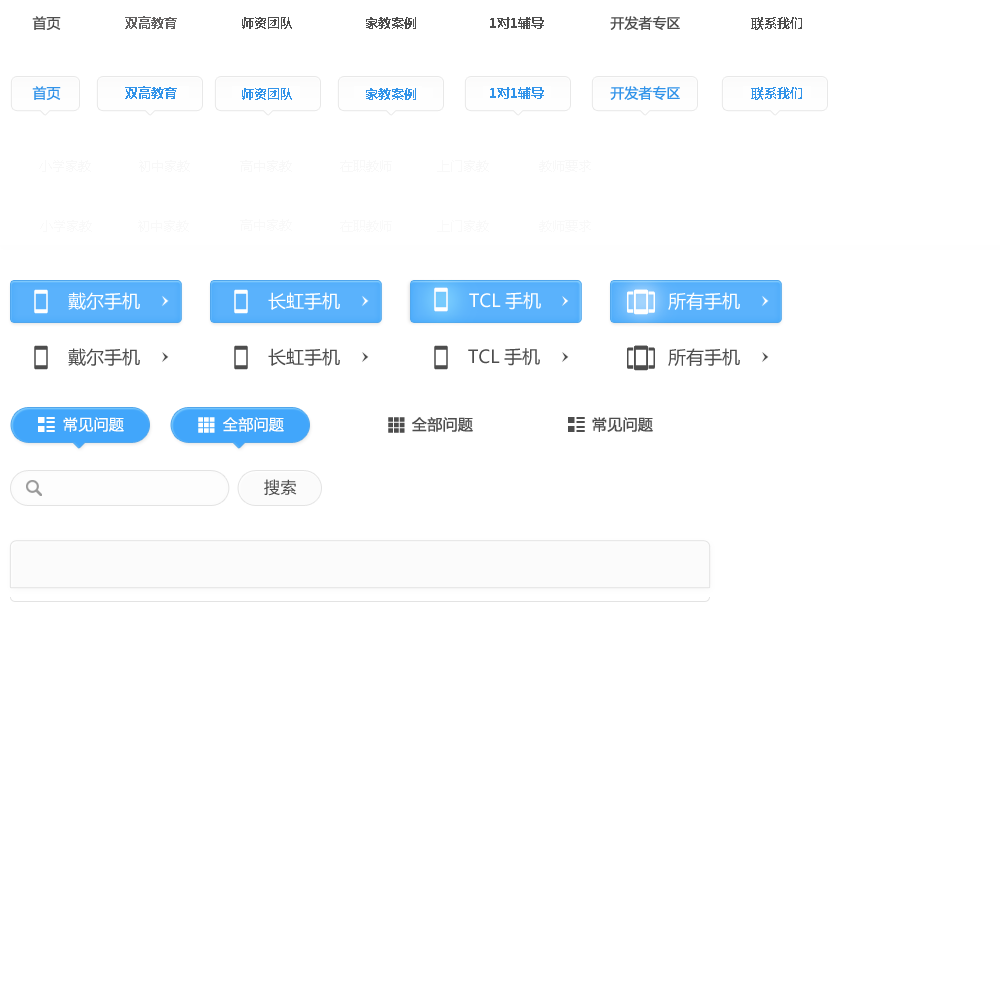 首页 双高教育 师资团队 家教案例 1对1辅导 开发者专区 联系我们
首页 双高教育 师资团队 家教案例 1对1辅导 开发者专区 联系我们
小学家教 初中家教 高中家教 在职教师 上门家教 教师要求
小学家教 初中家教 高中家教 在职教师 上门家教 教师要求
戴尔手机 长虹手机 TCL 手机 所有手机
戴尔手机 长虹手机 TCL 手机 所有手机
常见问题 全部问题 全部问题 常见问题
搜索